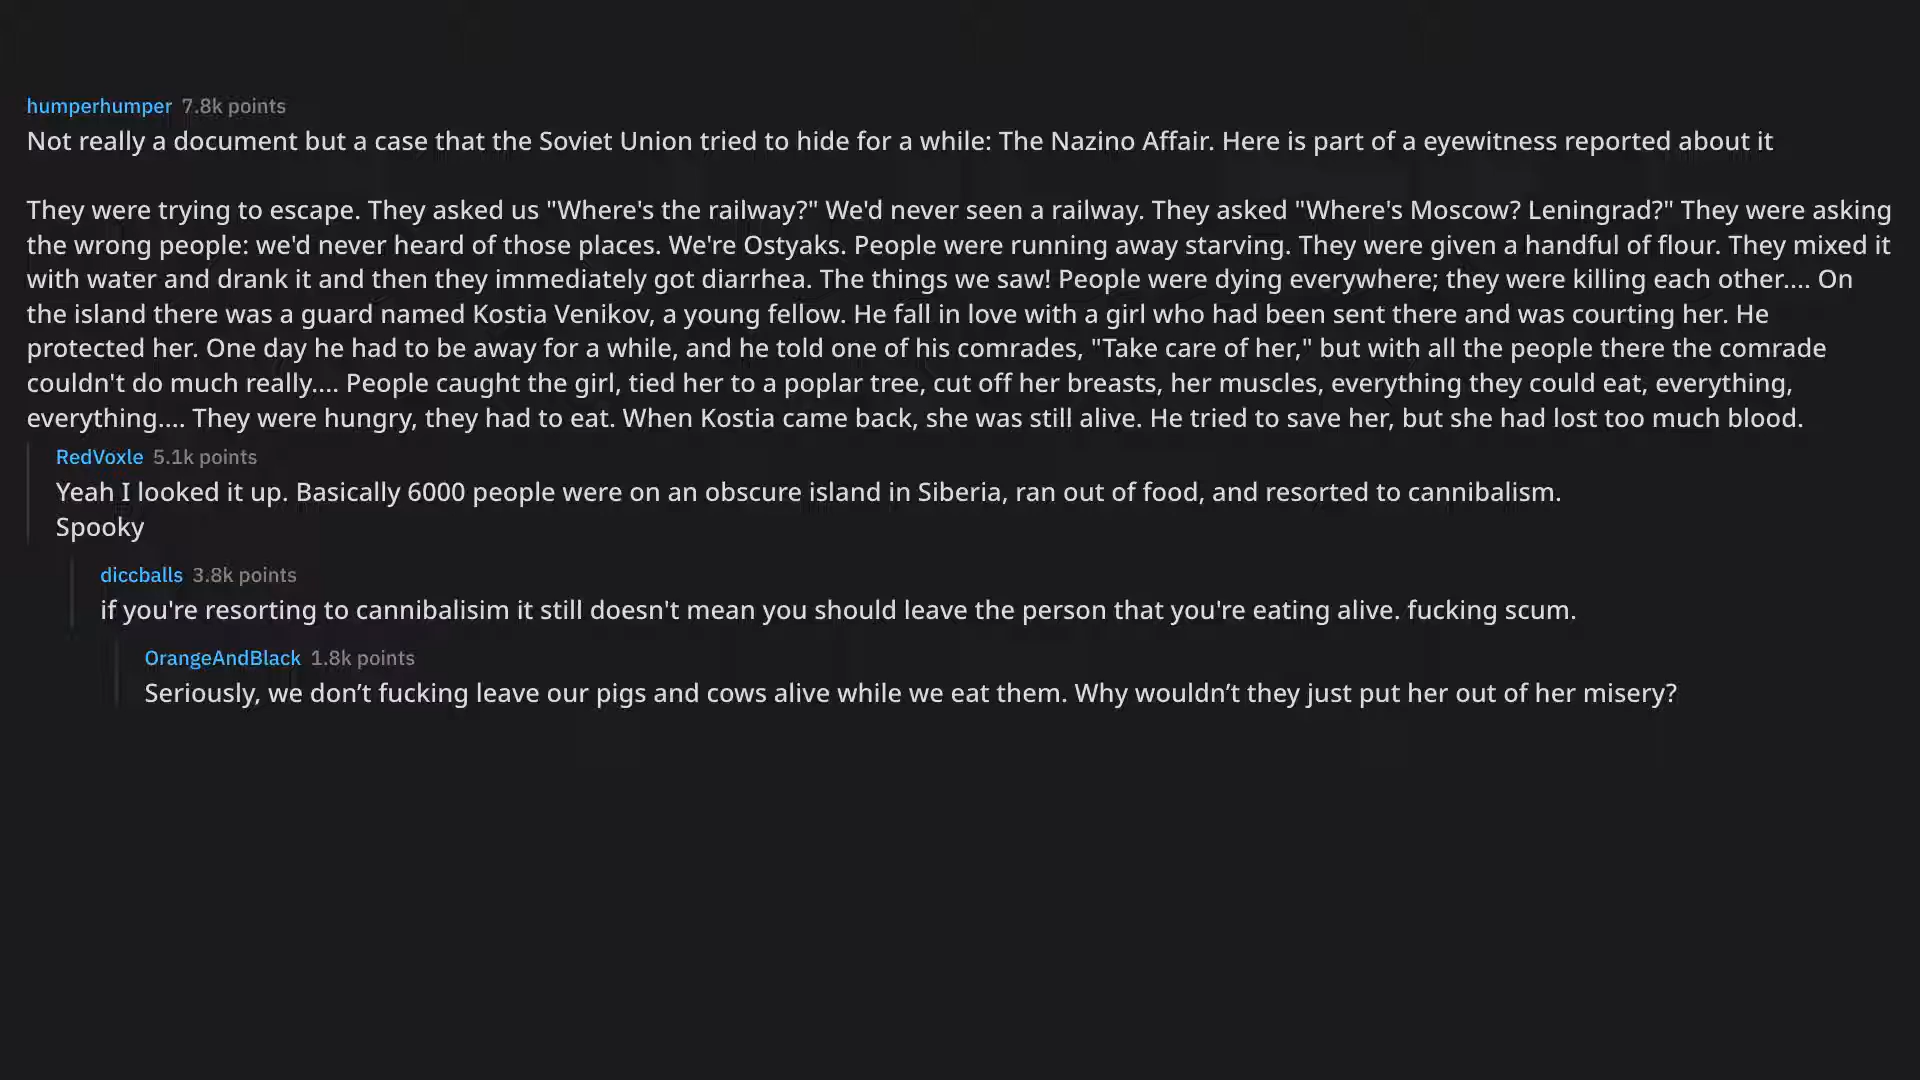 humperhumper 7.8k points
Not really a document but a case that the Soviet Union tried to hide for a while: The Nazino Affair. Here is part of a eyewitness reported about it
They were trying to escape. They asked us "Where's the railway?" We'd never seen a railway. They asked "Where's Moscow? Leningrad?" They were asking
the wrong people: we'd never heard of those places. We're Ostyaks. People were running away starving. They were given a handful of flour. They mixed it
with water and drank it and then they immediately got diarrhea. The things we saw! People were dying everywhere; they were killing each other.... On
the island there was a guard named Kostia Venikov, a young fellow. He fall in love with a girl who had been sent there and was courting her. He
protected her. One day he had to be away for a while, and he told one of his comrades, "Take care of her," but with all the people there the comrade
couldn't do much really.... People caught the girl, tied her to a poplar tree, cut off her breasts, her muscles, everything they could eat, everything,
everything.... They were hungry, they had to eat. When Kostia came back, she was still alive. He tried to save her, but she had lost too much blood.
RedVoxle 5.1k points
Yeah I looked it up. Basically 6000 people were on an obscure island in Siberia, ran out of food, and resorted to cannibalism.
Spooky
diccballs 3.8k points
if you're resorting to cannibalisim it still doesn't mean you should leave the person that you're eating alive. fucking scum.
OrangeAndBlack 1.8k points
Seriously, we don’t fucking leave our pigs and cows alive while we eat them. Why wouldn’t they just put her out of her misery?